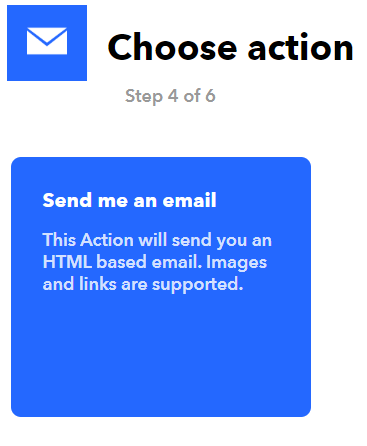 Choose action
Step 4 of 6
Send me an email
This Action will send you an
HTML based email. Images
and links are supported.